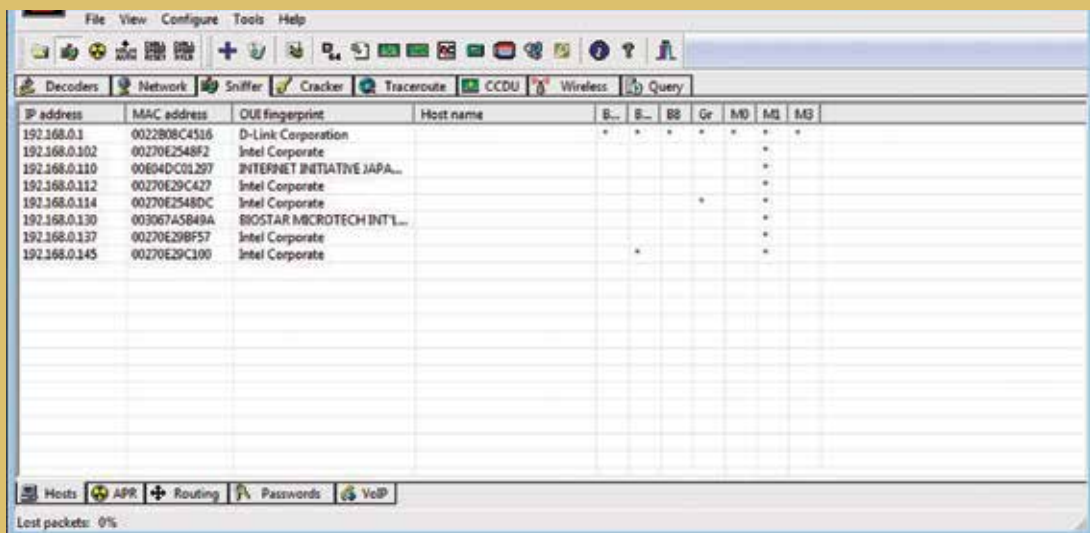 File View Configure Tools Help
Decoders Network Sniffer Cracker Traceroute CCDU Wireless Query
IP address MAC address OUI fingerprint Host name B... B... B8 Gr M0 M1 M3
192.168.0.1 0022B08C4516 D-Link Corporation * * * * * * *
192.168.0.102 00270E2548F2 Intel Corporate *
192.168.0.110 00E04DC01297 INTERNET INITIATIVE JAPA... *
192.168.0.112 00270E29C427 Intel Corporate *
192.168.0.114 00270E2548DC Intel Corporate * *
192.168.0.130 003067A5B49A BIOSTAR MICROTECH INT'L... *
192.168.0.137 00270E29BF57 Intel Corporate *
192.168.0.145 00270E29C100 Intel Corporate * *
Hosts APR Routing Passwords VoIP
Lost packets: 0%